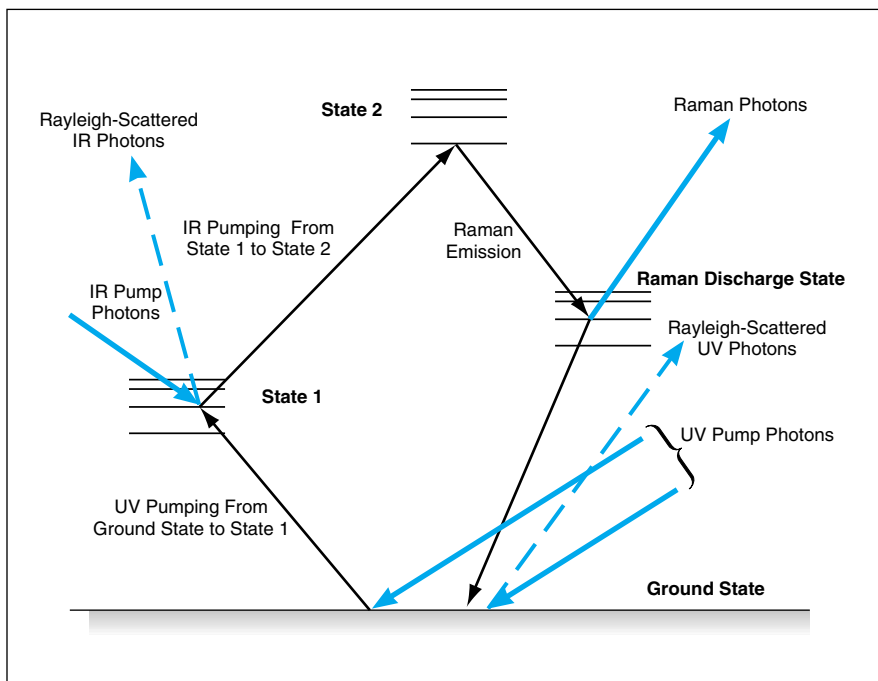 State 2
Raman Photons
Rayleigh-Scattered
IR Photons
IR Pumping From
State 1 to State 2
Raman
Emission
Raman Discharge State
IR Pump
Photons
Rayleigh-Scattered
UV Photons
State 1
UV Pump Photons
UV Pumping From
Ground State to State 1
Ground State